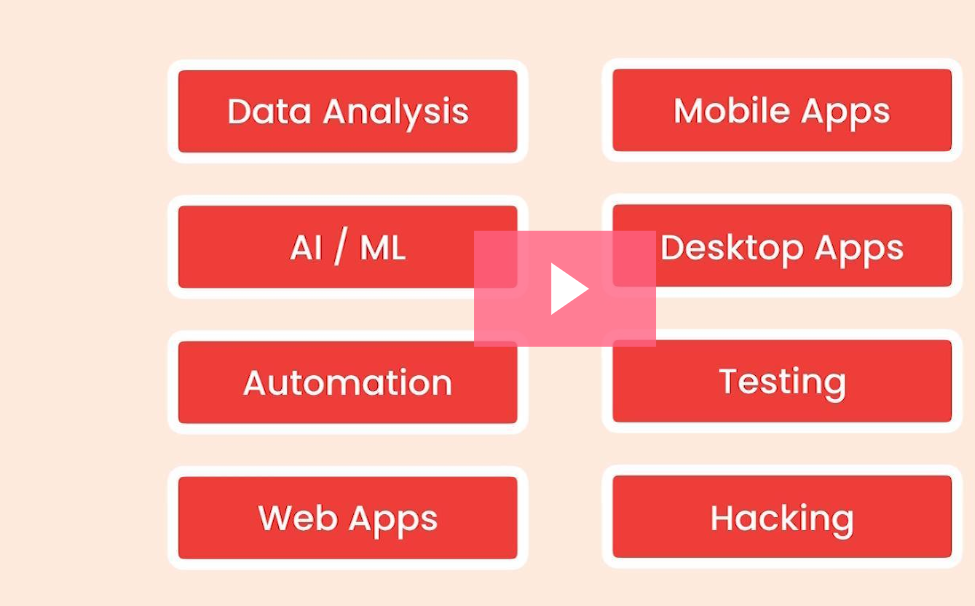 Data Analysis
Mobile Apps
AI / ML
Desktop Apps
Automation
Testing
Web Apps
Hacking